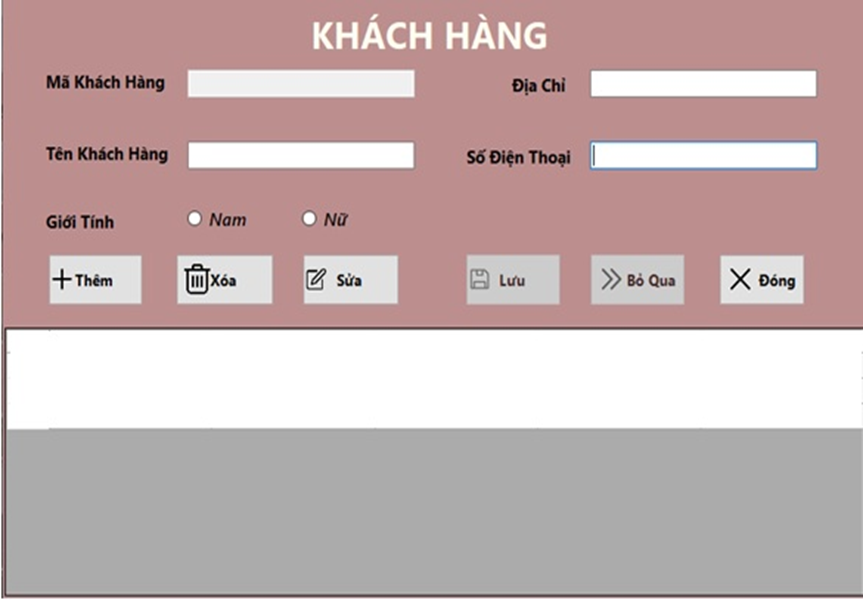 KHÁCH HÀNG
Mã Khách Hàng
Địa Chỉ
Tên Khách Hàng
Số Điện Thoại
Giới Tính
Nam
Nữ
Thêm
Xóa
Sửa
Lưu
Bỏ Qua
Đóng